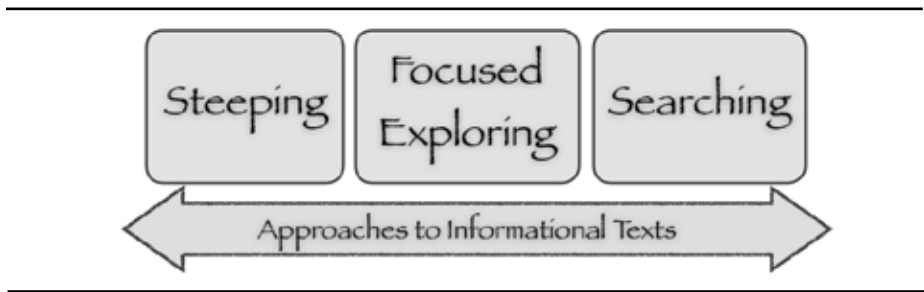 Steeping
Focused
Exploring
Searching
Approaches to Informational Texts